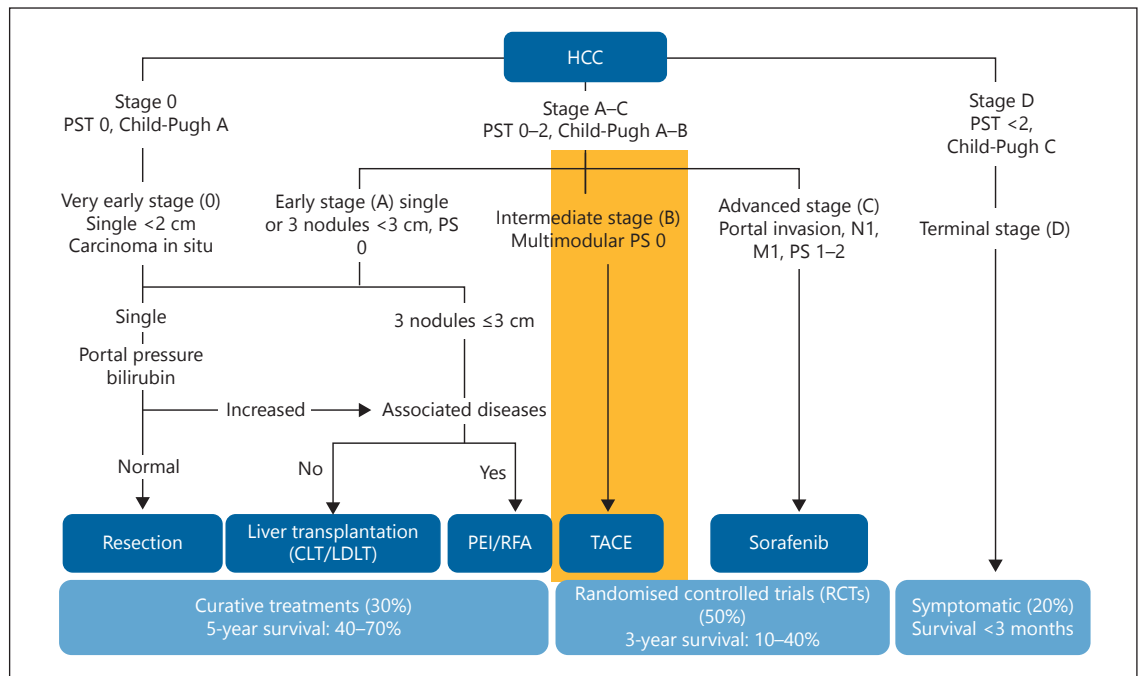 HCC
Stage 0
PST 0, Child-Pugh A
Stage A–C
PST 0–2, Child-Pugh A–B
Stage D
PST <2,
Child-Pugh C
Very early stage (0)
Single <2 cm
Carcinoma in situ
Early stage (A) single
or 3 nodules <3 cm, PS
0
Intermediate stage (B)
Multimodular PS 0
Advanced stage (C)
Portal invasion, N1,
M1, PS 1–2
Terminal stage (D)
Single
3 nodules ≤3 cm
Portal pressure
bilirubin
Increased
Associated diseases
Normal
No
Yes
Resection
Liver transplantation
(CLT/LDLT)
PEI/RFA
TACE
Sorafenib
Curative treatments (30%)
5-year survival: 40–70%
Randomised controlled trials (RCTs)
(50%)
3-year survival: 10–40%
Symptomatic (20%)
Survival <3 months